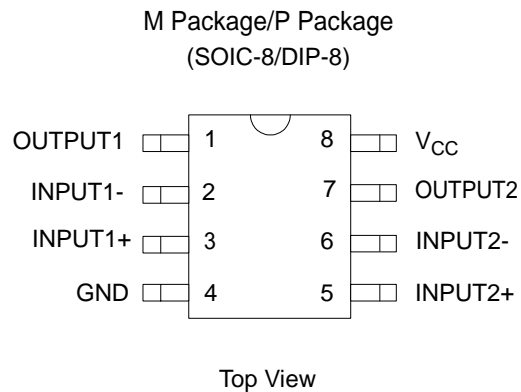 M Package/P Package
(SOIC-8/DIP-8)
OUTPUT1 1 8 VCC
INPUT1- 2 7 OUTPUT2
INPUT1+ 3 6 INPUT2-
GND 4 5 INPUT2+
Top View